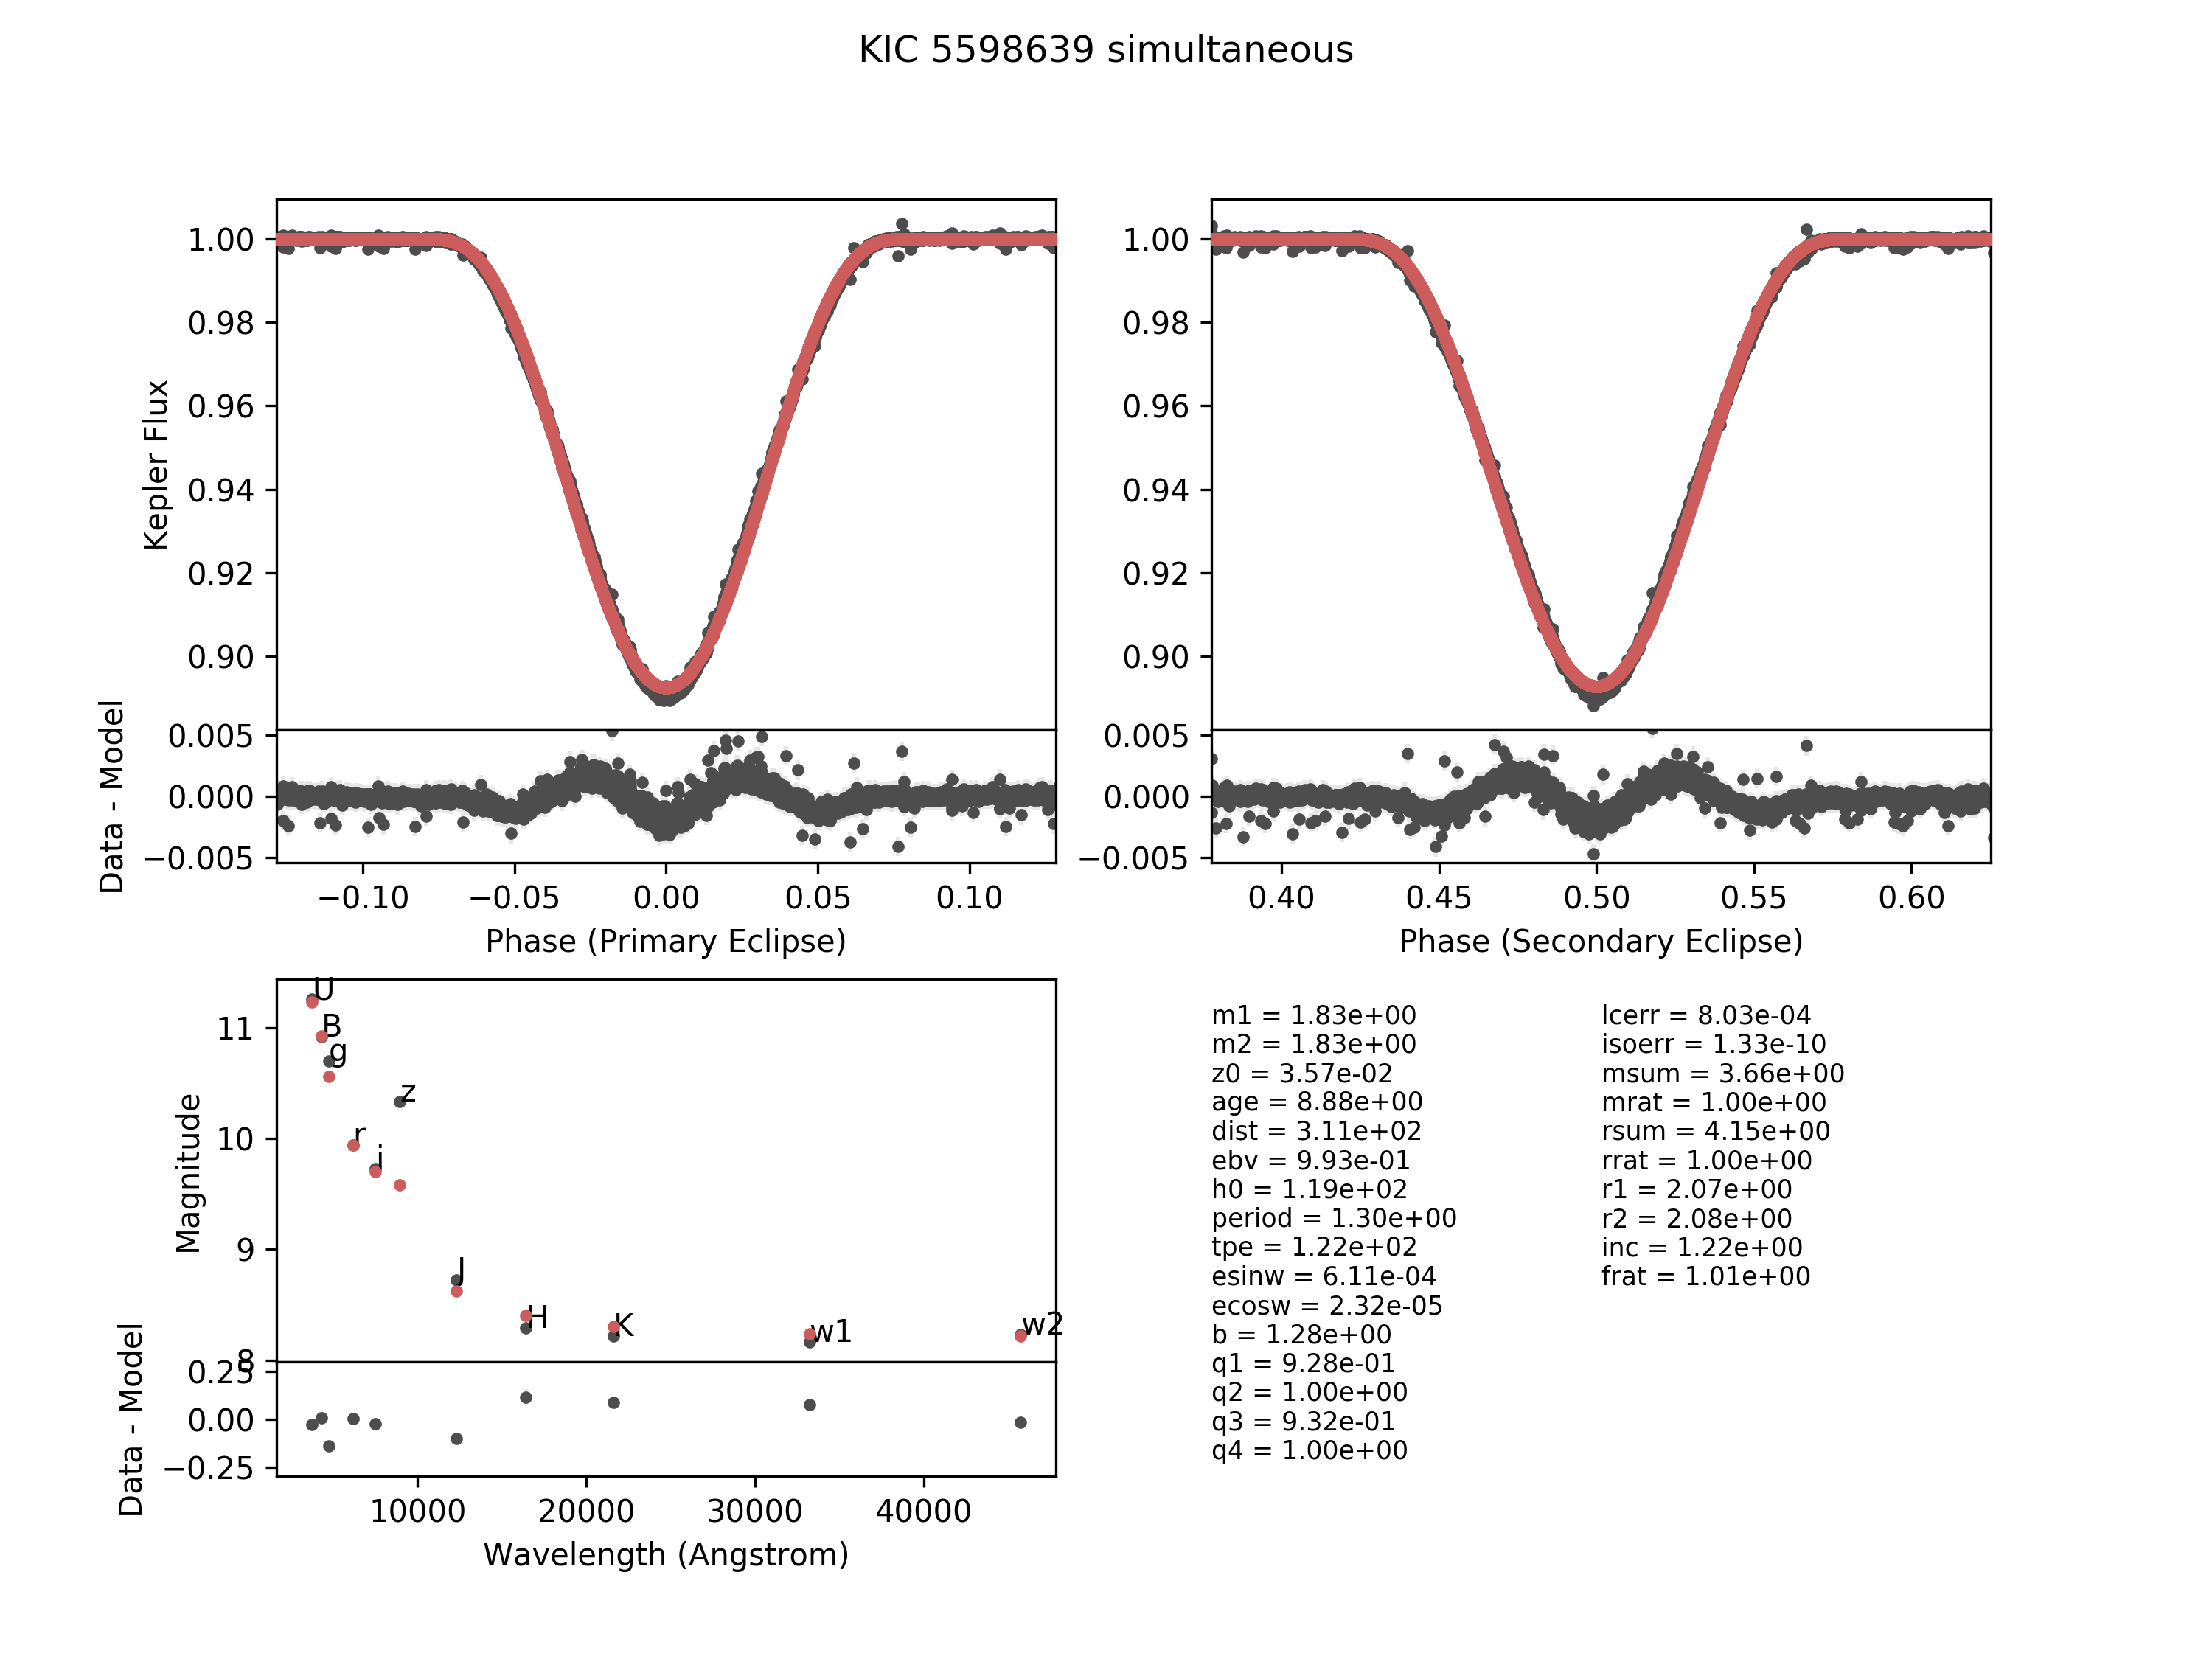 KIC 5598639 simultaneous
1.00
0.98
0.96
0.94
0.92
0.90
Kepler Flux
1.00
0.98
0.96
0.94
0.92
0.90
0.005
0.000
−0.005
Data - Model
−0.10
−0.05
0.00
0.05
0.10
Phase (Primary Eclipse)
0.005
0.000
−0.005
0.40
0.45
0.50
0.55
0.60
Phase (Secondary Eclipse)
11
10
9
8
Magnitude
U
B
g
z
r
i
J
H
K
w1
w2
0.25
0.00
−0.25
Data - Model
10000
20000
30000
40000
Wavelength (Angstrom)
m1 = 1.83e+00
m2 = 1.83e+00
z0 = 3.57e-02
age = 8.88e+00
dist = 3.11e+02
ebv = 9.93e-01
h0 = 1.19e+02
period = 1.30e+00
tpe = 1.22e+02
esinw = 6.11e-04
ecosw = 2.32e-05
b = 1.28e+00
q1 = 9.28e-01
q2 = 1.00e+00
q3 = 9.32e-01
q4 = 1.00e+00
lcerr = 8.03e-04
isoerr = 1.33e-10
msum = 3.66e+00
mrat = 1.00e+00
rsum = 4.15e+00
rrat = 1.00e+00
r1 = 2.07e+00
r2 = 2.08e+00
inc = 1.22e+00
frat = 1.01e+00